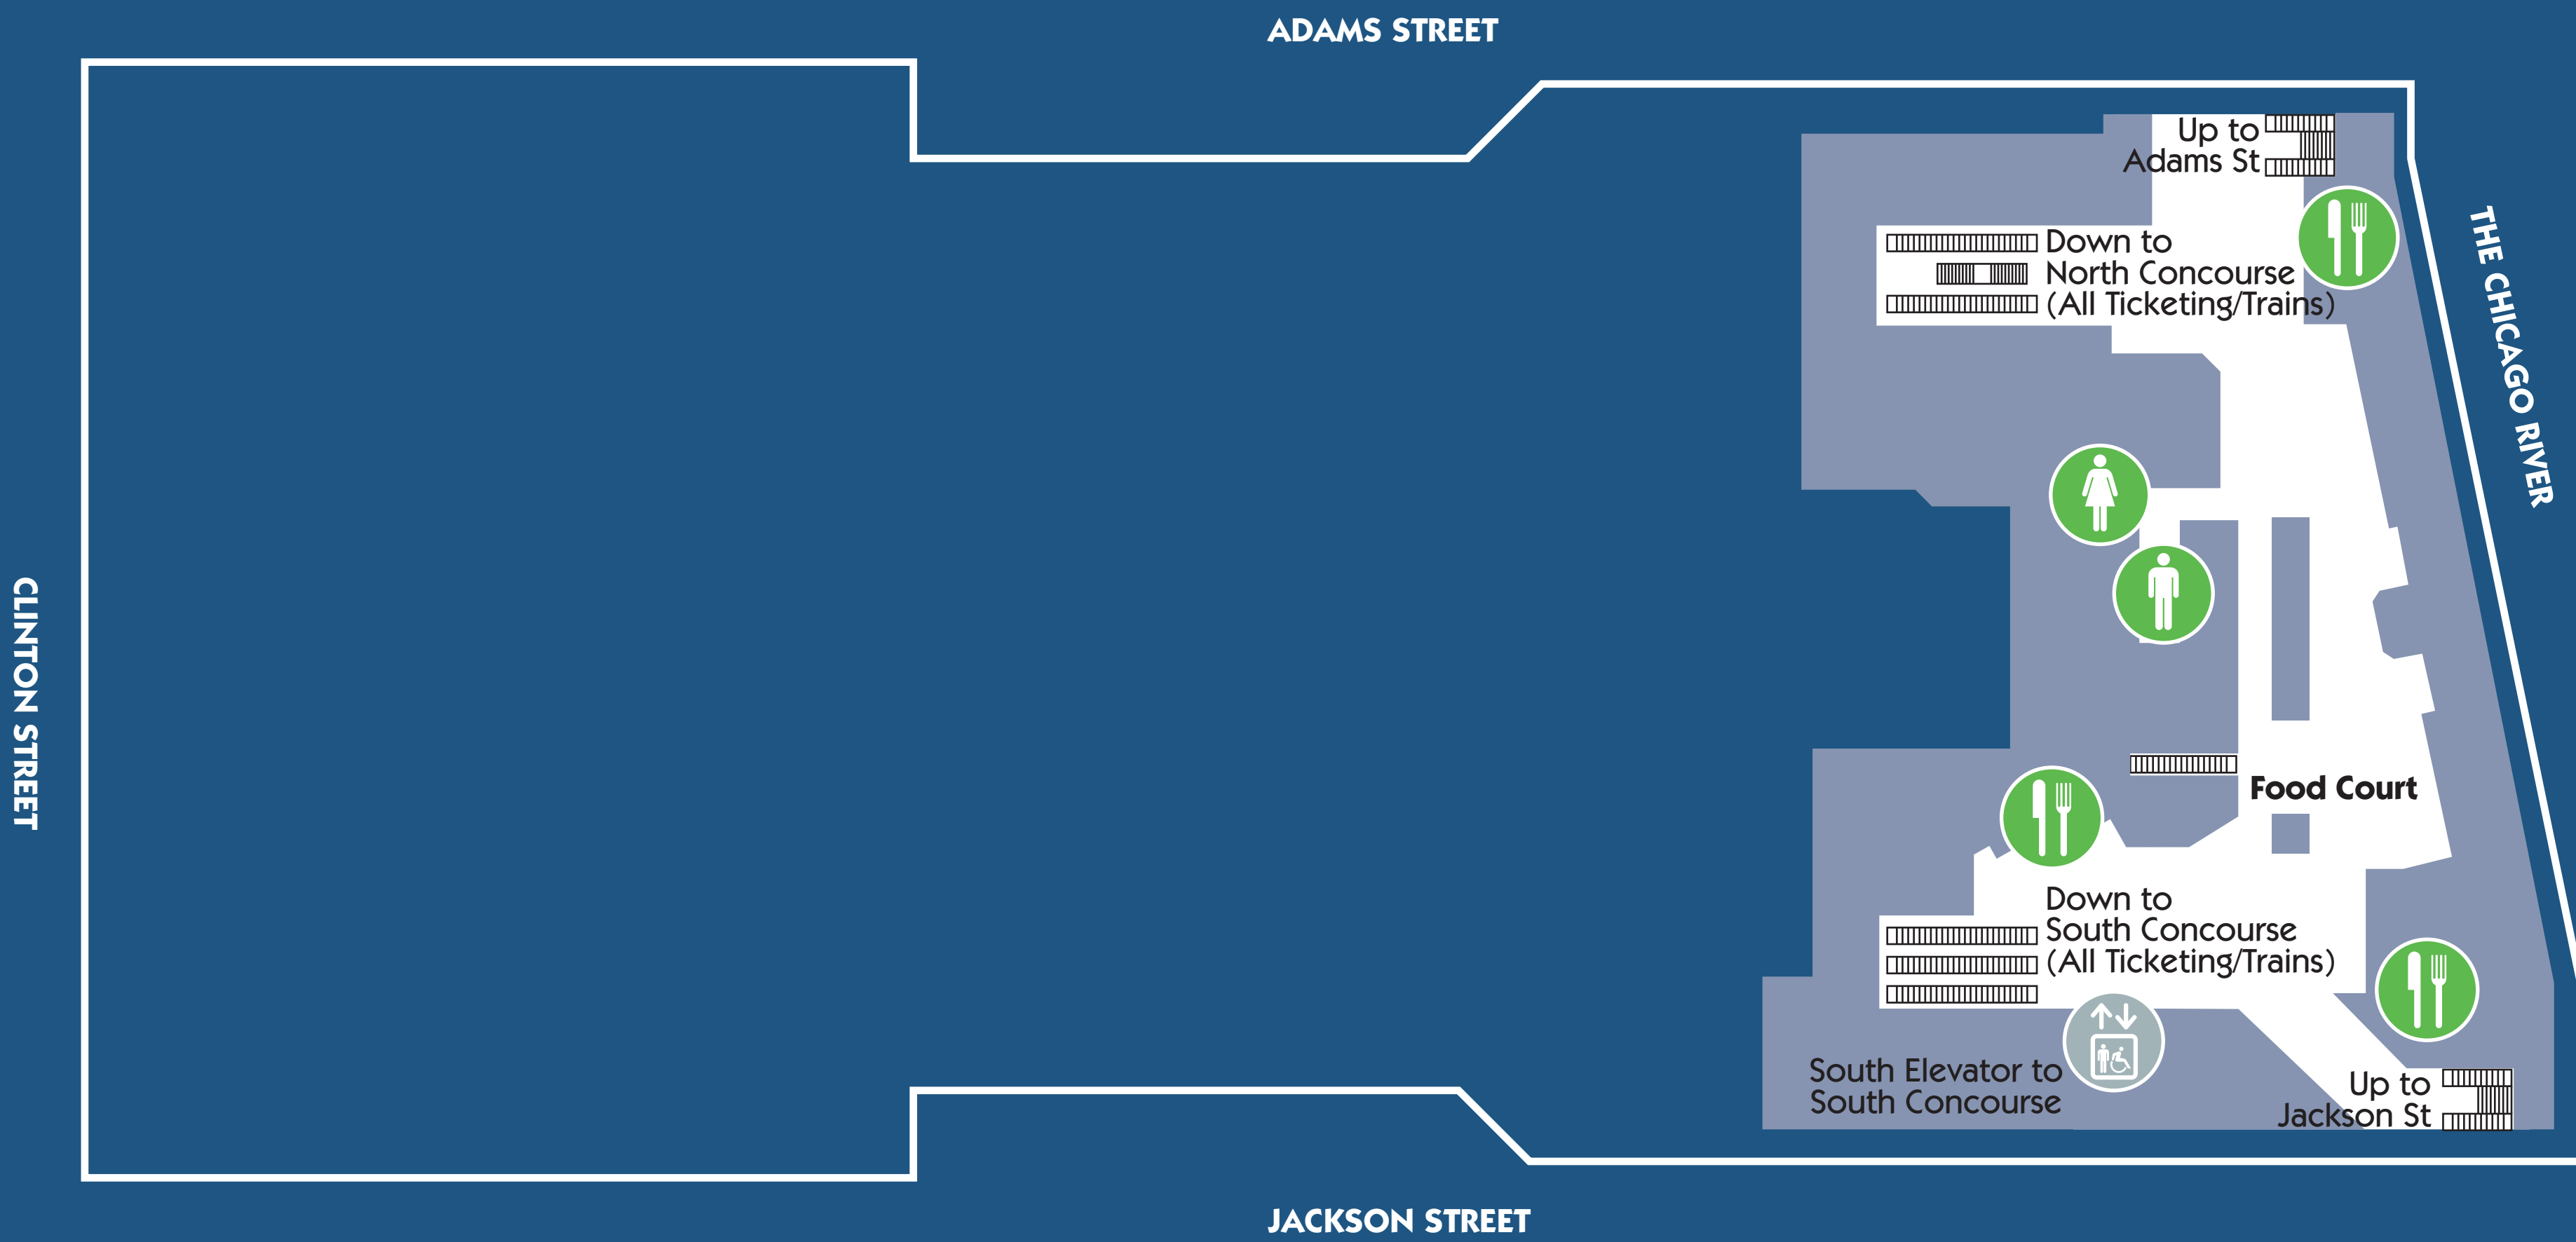 ADAMS STREET
Up to
Adams St
Down to
North Concourse
(All Ticketing/Trains)
THE CHICAGO RIVER
CLINTON STREET
Food Court
Down to
South Concourse
(All Ticketing/Trains)
South Elevator to
South Concourse
Up to
Jackson St
JACKSON STREET